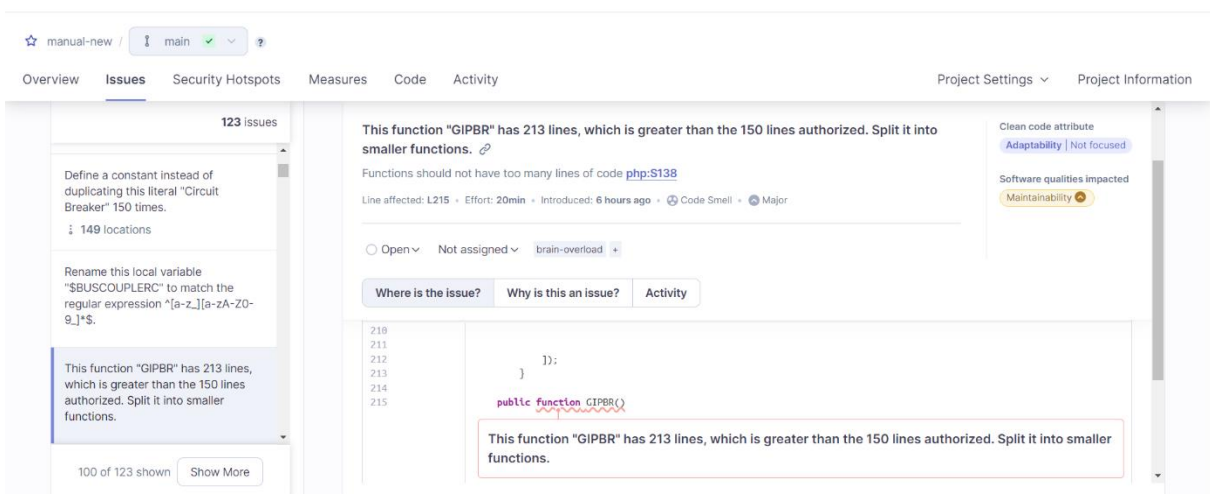 manual-new / main ?
Overview Issues Security Hotspots Measures Code Activity Project Settings Project Information
123 issues
Define a constant instead of
duplicating this literal "Circuit
Breaker" 150 times.
149 locations
Rename this local variable
"$BUSCOUPLERC" to match the
regular expression ^[a-z_][a-zA-Z0-
9_]*$.
This function "GIPBR" has 213 lines,
which is greater than the 150 lines
authorized. Split it into smaller
functions.
100 of 123 shown Show More
This function "GIPBR" has 213 lines, which is greater than the 150 lines authorized. Split it into
smaller functions.
Functions should not have too many lines of code php:S138
Line affected: L215 • Effort: 20min • Introduced: 6 hours ago • Code Smell • Major
Open Not assigned brain-overload +
Where is the issue? Why is this an issue? Activity
210
211
212 ]);
213 }
214
215 public function GIPBR()
This function "GIPBR" has 213 lines, which is greater than the 150 lines authorized. Split it into smaller
functions.
Clean code attribute
Adaptability | Not focused
Software qualities impacted
Maintainability